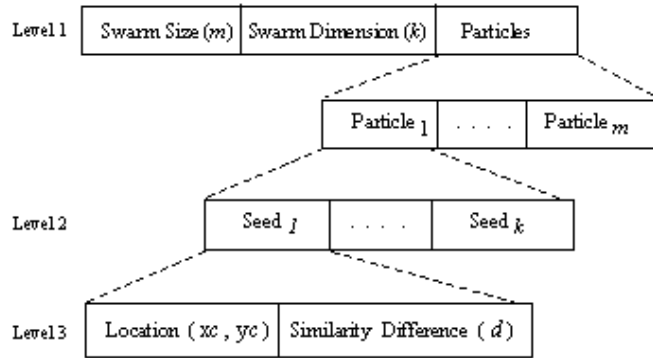 Level 1 Swarm Size (m) Swarm Dimension (k) Particles
Particle 1 . . . . Particle m
Level 2 Seed 1 . . . . Seed k
Level 3 Location ( xc , yc) Similarity Difference ( d )